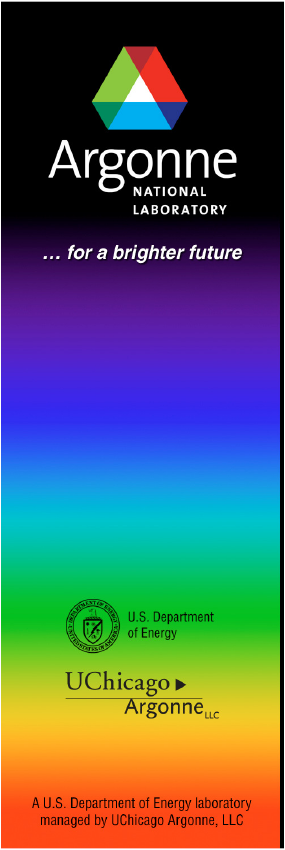 Argonne
NATIONAL
LABORATORY
... for a brighter future
U.S. Department
of Energy
UChicago ▶
Argonne LLC
A U.S. Department of Energy laboratory
managed by UChicago Argonne, LLC